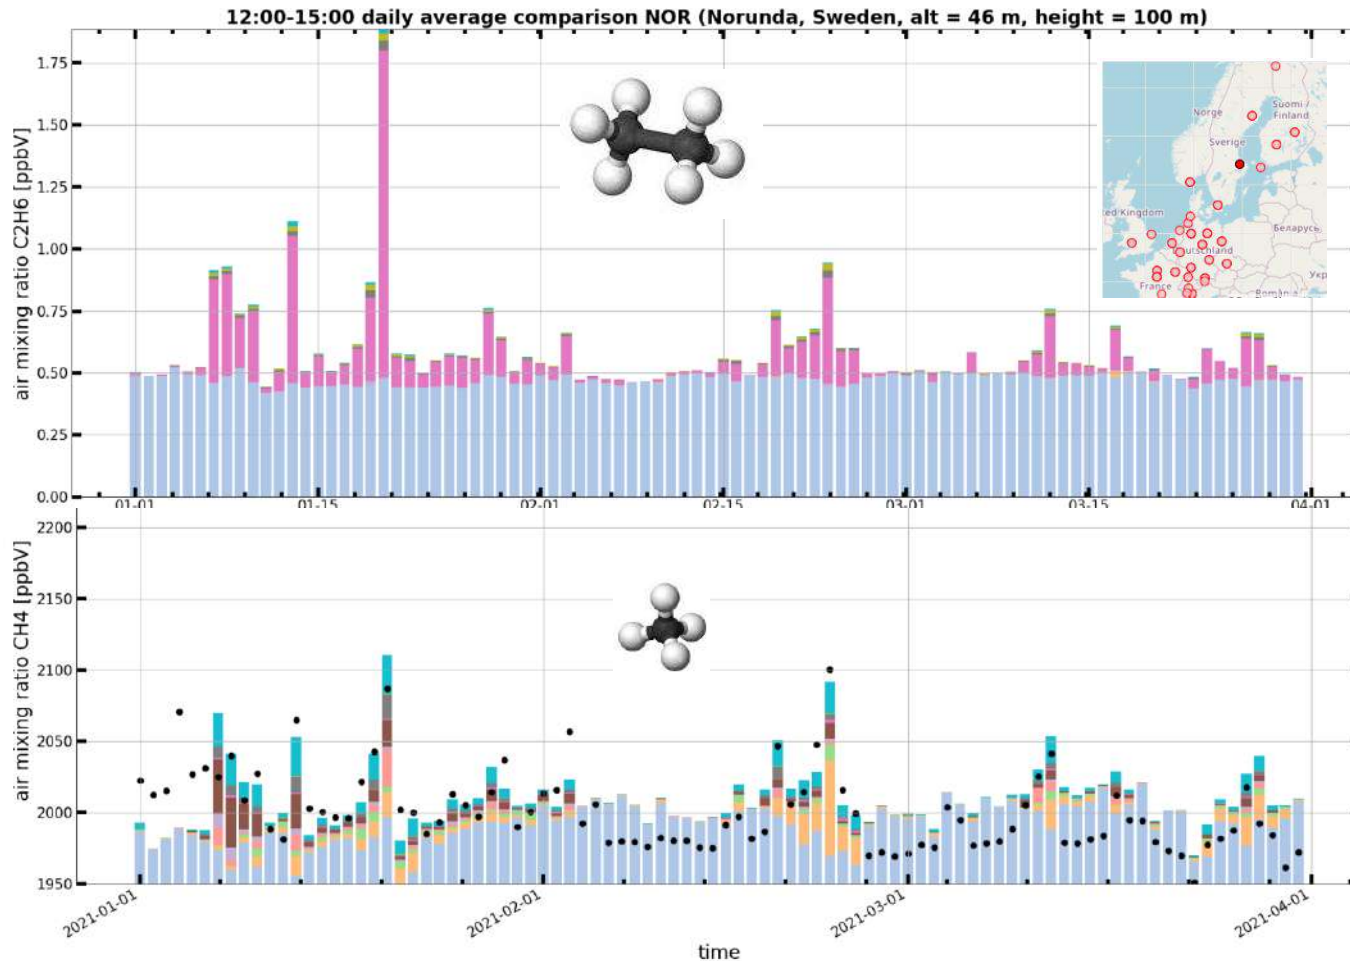 12:00-15:00 daily average comparison NOR (Norunda, Sweden, alt = 46 m, height = 100 m)
air mixing ratio C2H6 [ppbV]
1.75
1.50
1.25
1.00
0.75
0.50
0.25
0.00
01-01
01-15
02-01
02-15
03-01
03-15
04-01
Norge
Suomi /
Finland
Sverige
ed Kingdom
Беларусь
utschland
Укр
France
România
air mixing ratio CH4 [ppbV]
2200
2150
2100
2050
2000
1950
2021-01-01
2021-02-01
2021-03-01
2021-04-01
time